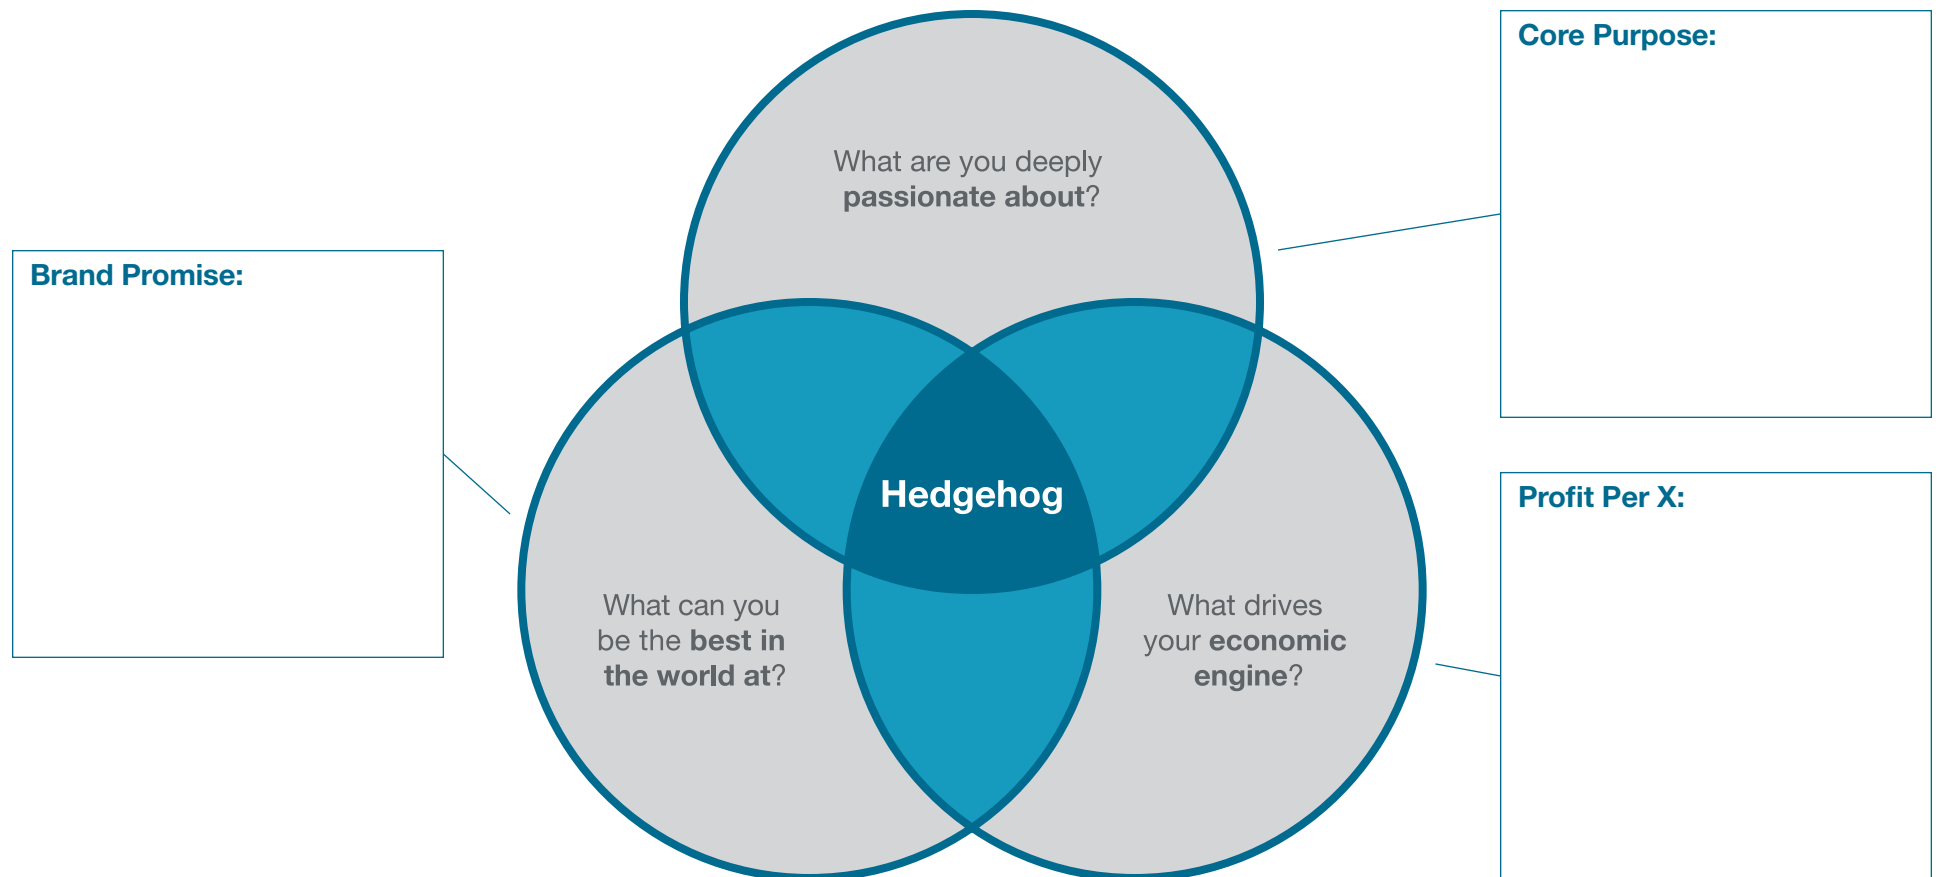 Core Purpose:
What are you deeply
passionate about?
Brand Promise:
Hedgehog
Profit Per X:
What can you
be the best in
the world at?
What drives
your economic
engine?